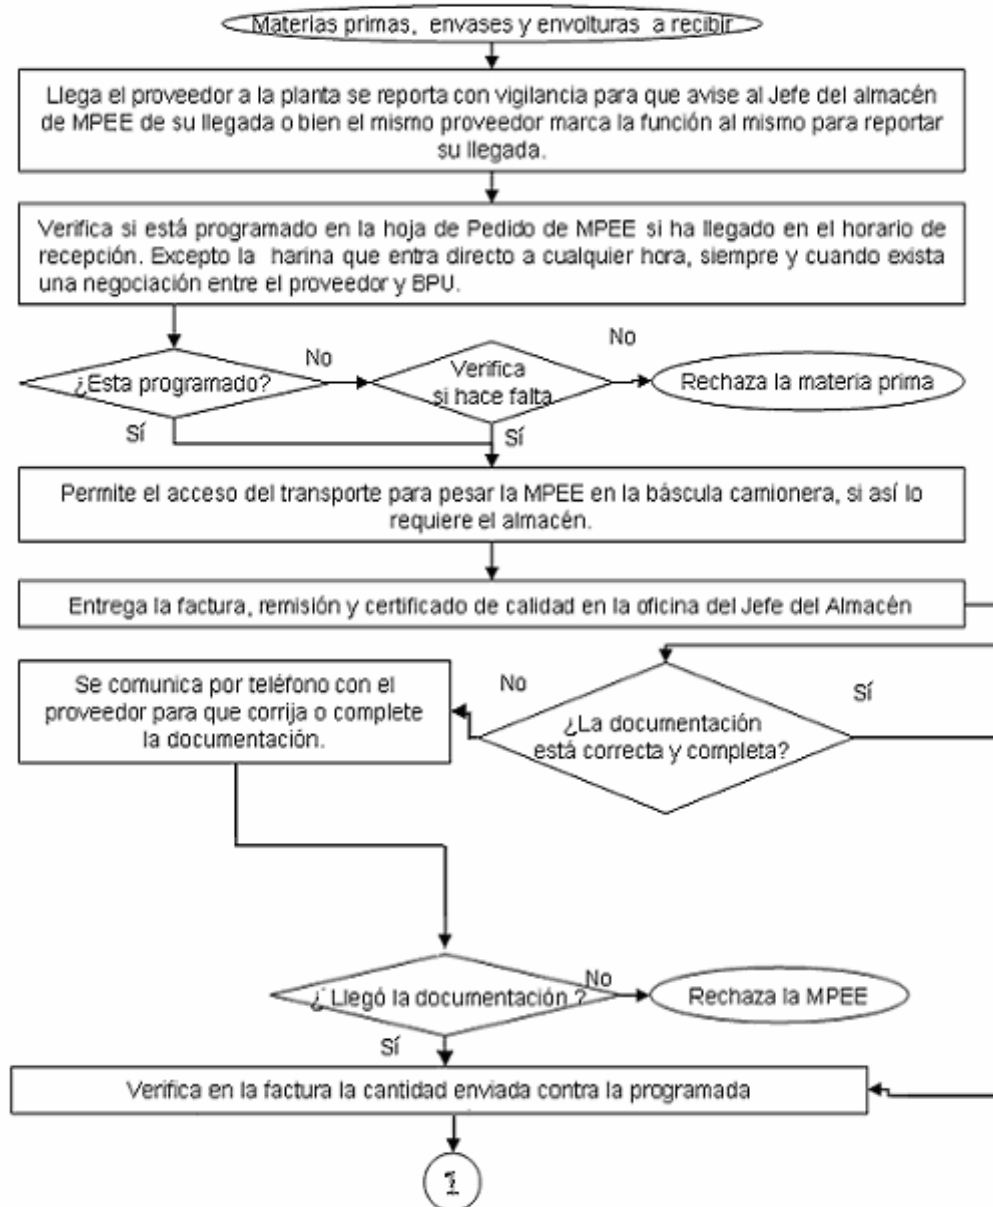 Materias primas, envases y envolturas a recibir
Llega el proveedor a la planta se reporta con vigilancia para que avise al Jefe del almacén
de MPEE de su llegada o bien el mismo proveedor marca la función al mismo para reportar
su llegada.
Verifica si está programado en la hoja de Pedido de MPEE si ha llegado en el horario de
recepción. Excepto la harina que entra directo a cualquier hora, siempre y cuando exista
una negociación entre el proveedor y BPU.
¿Esta programado?
No
Verifica
si hace falta
No
Rechaza la materia prima
Sí
Sí
Permite el acceso del transporte para pesar la MPEE en la báscula camionera, si así lo
requiere el almacén.
Entrega la factura, remisión y certificado de calidad en la oficina del Jefe del Almacén
Se comunica por teléfono con el
proveedor para que corrija o complete
la documentación.
No
¿La documentación
está correcta y completa?
Sí
¿ Llegó la documentación ?
No
Rechaza la MPEE
Sí
Verifica en la factura la cantidad enviada contra la programada
1